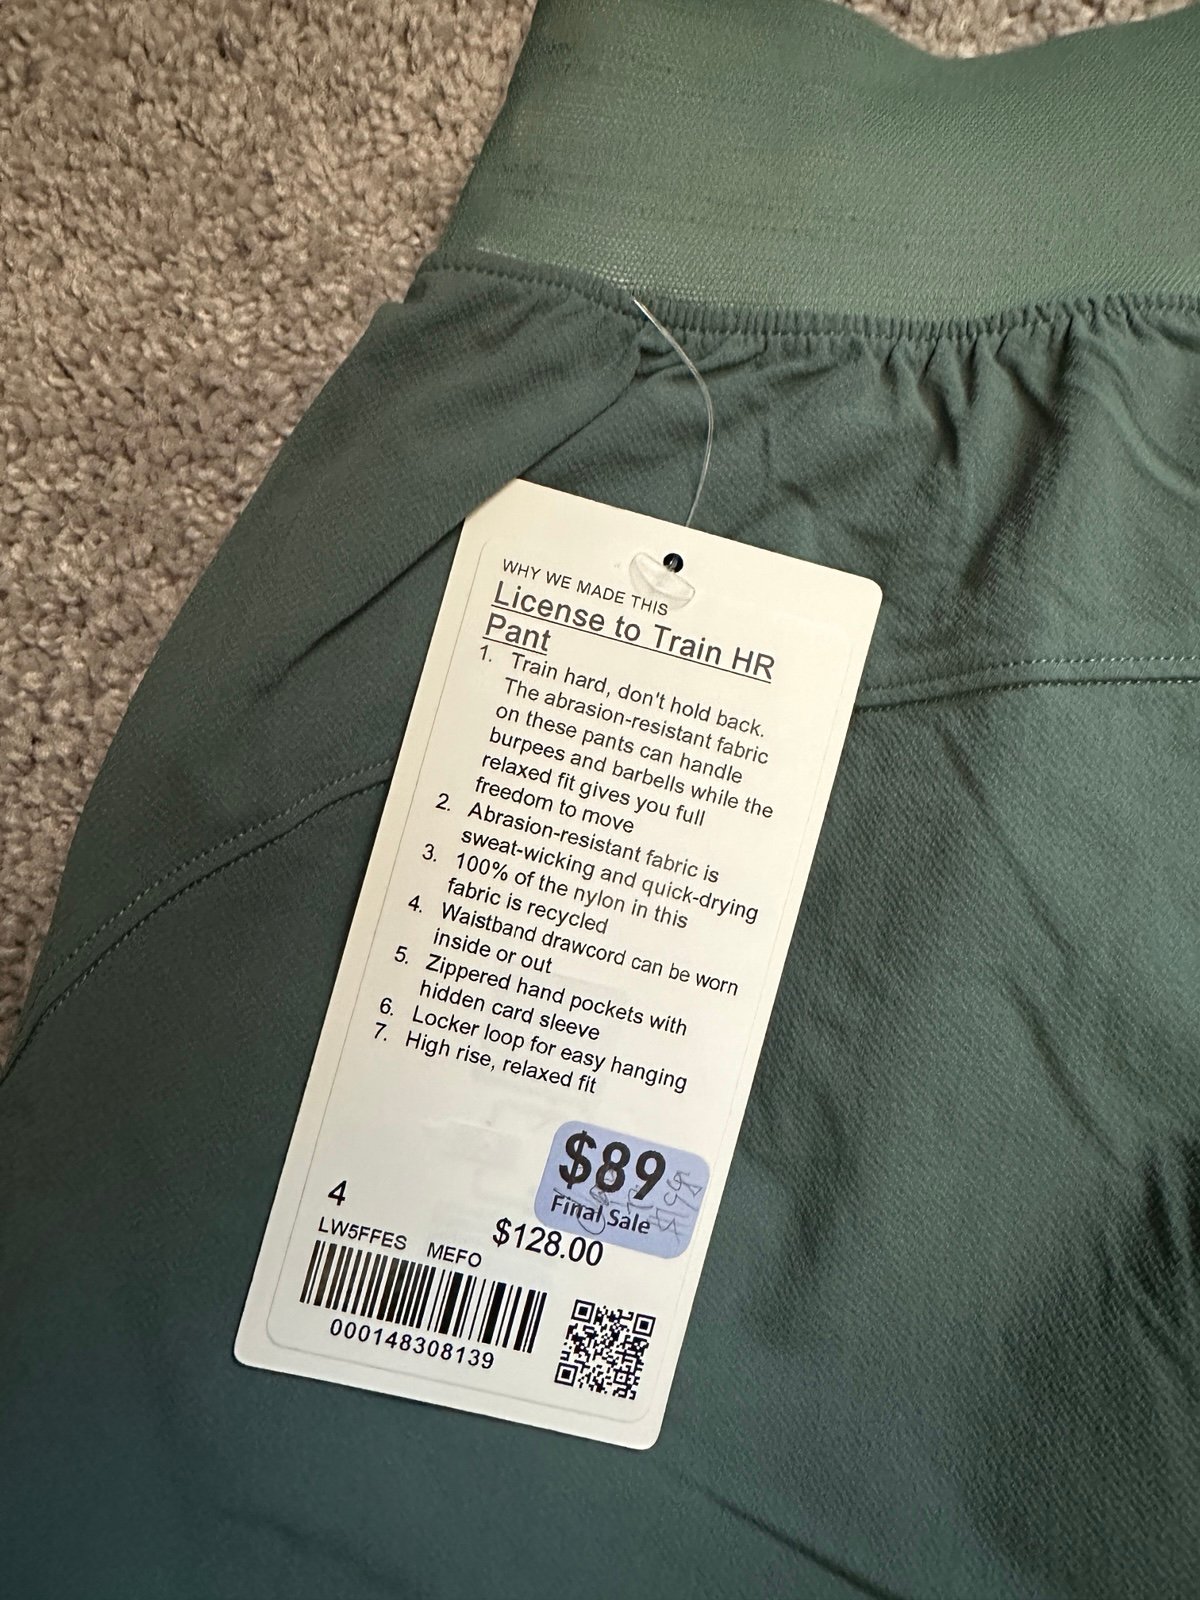 WHY WE MADE THIS
License to Train HR
Pant
1. Train hard, don't hold back.
The abrasion-resistant fabric
on these pants can handle
burpees and barbells while the
relaxed fit gives you full
freedom to move
2. Abrasion-resistant fabric is
sweat-wicking and quick-drying
3. 100% of the nylon in this
fabric is recycled
4. Waistband drawcord can be worn
inside or out
5. Zippered hand pockets with
hidden card sleeve
6. Locker loop for easy hanging
7. High rise, relaxed fit
$89
Final Sale
4
$128.00
LW5FFES MEFO
000148308139